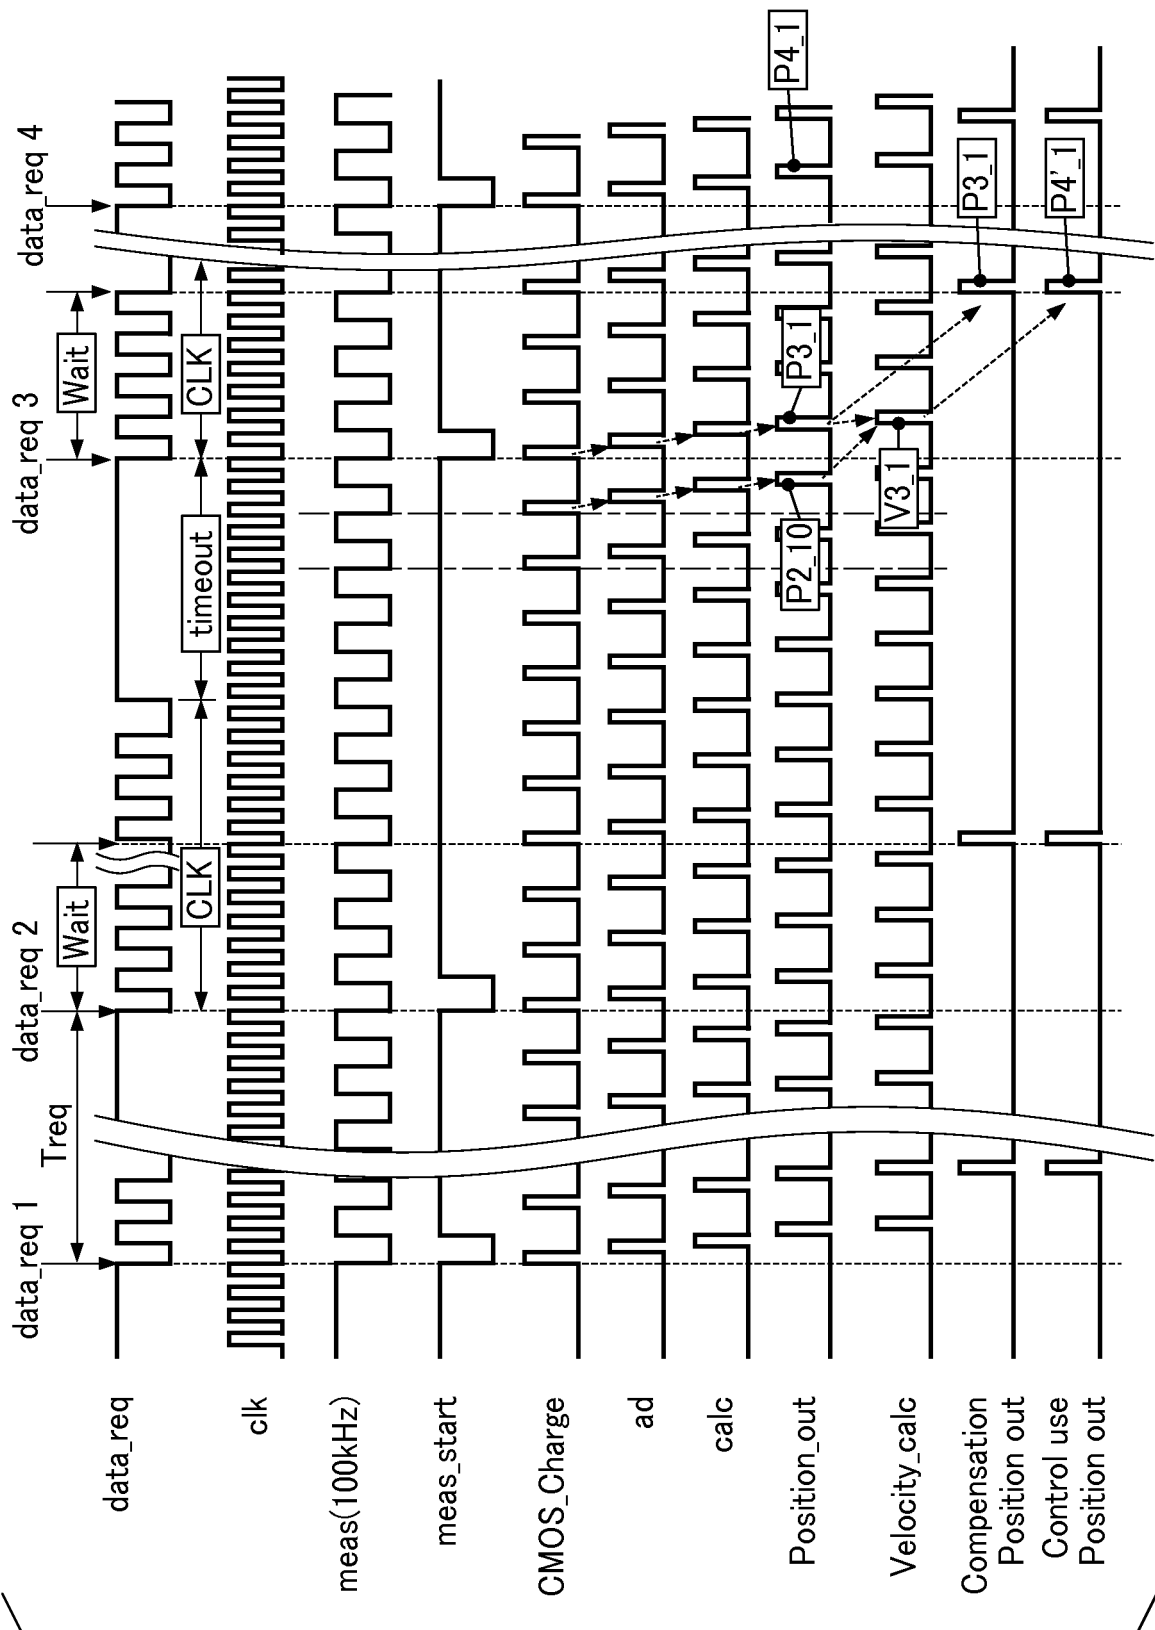 data_req 1
data_req 2
data_req 3
data_req 4
Treq
Wait
Wait
data_req
CLK
timeout
CLK
clk
meas(100kHz)
meas_start
CMOS_Charge
ad
calc
Position_out
P2_10
P3_1
P4_1
Velocity_calc
V3_1
Compensation
Position out
P3_1
Control use
Position out
P4'_1